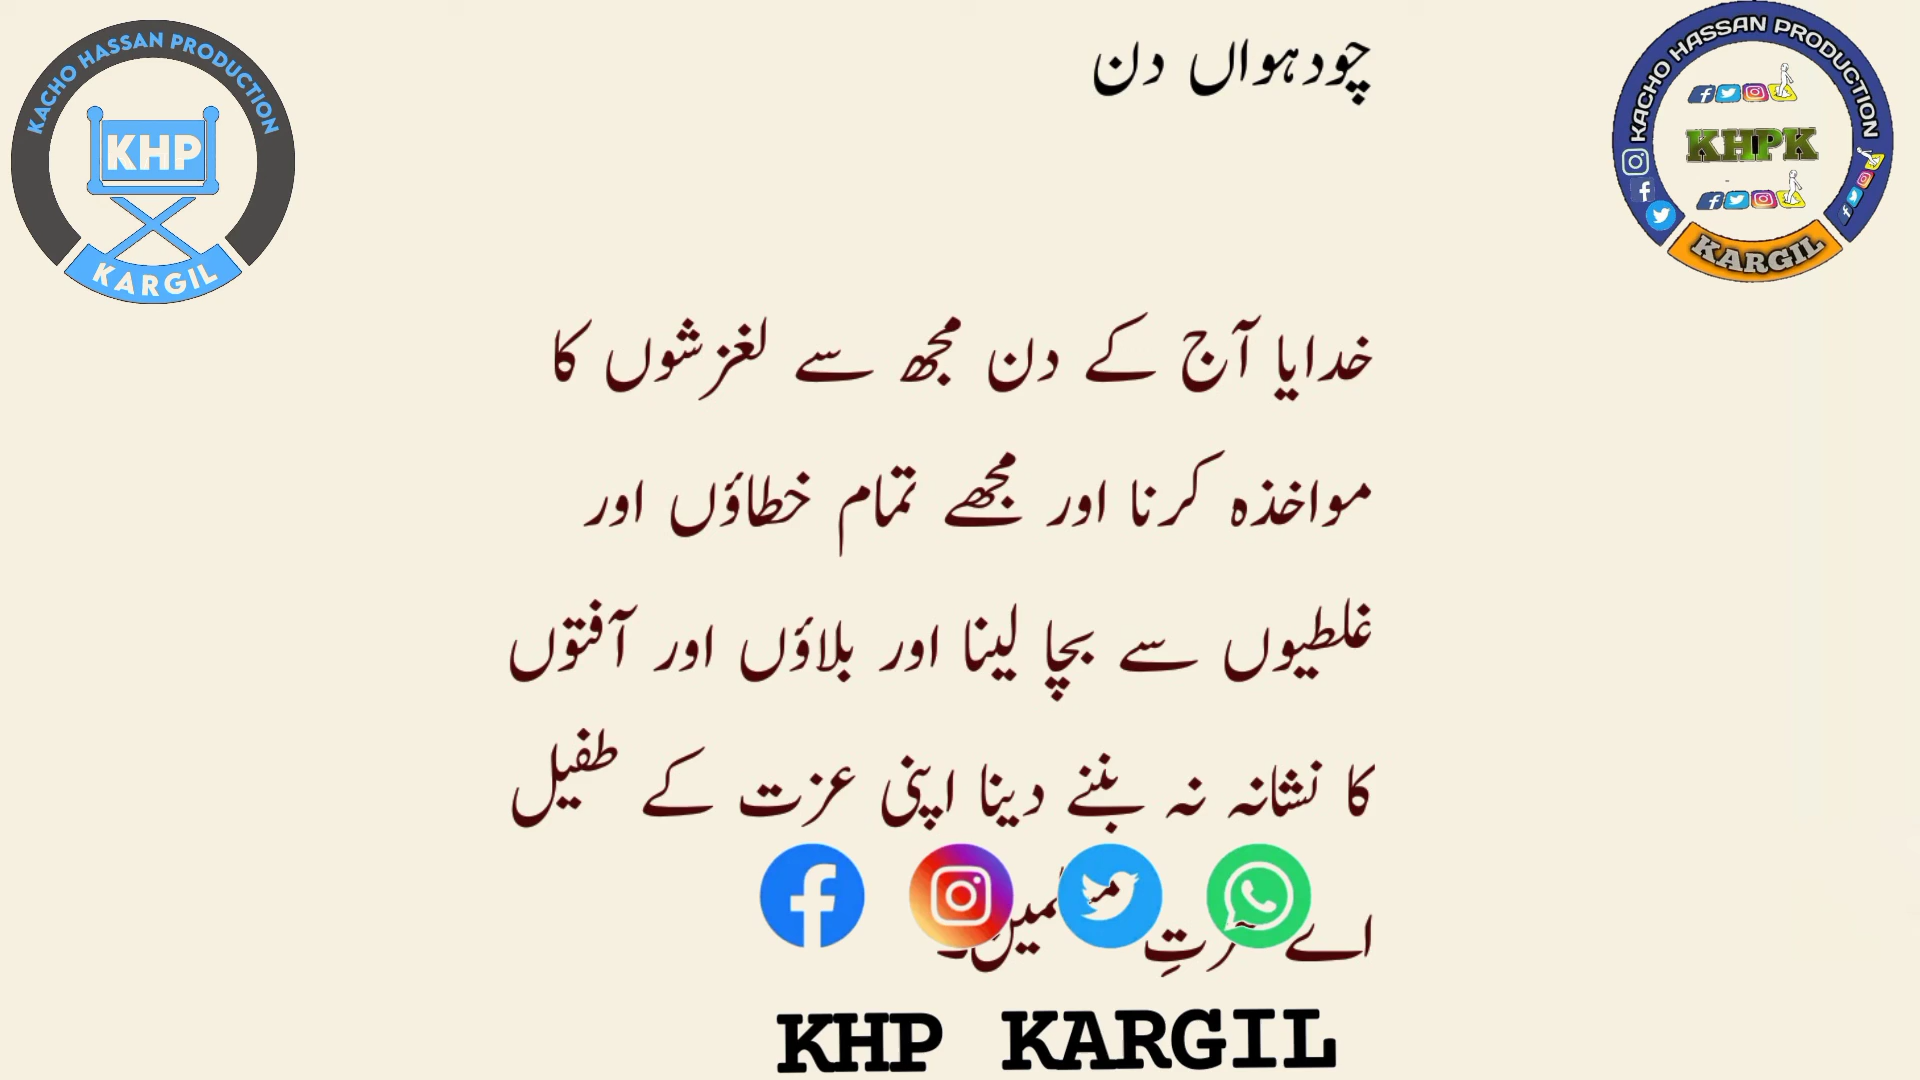 KACHO HASSAN PRODUCTION
KHP
KARGIL
چودہواں دن
KACHO HASSAN PRODUCTION
KHPK
KARGIL
خدایا آج کے دن مجھ سے لغزشوں کا
مواخذہ کرنا اور مجھے تمام خطاؤں اور
غلطیوں سے بچا لینا اور بلاؤں اور آفتوں
کا نشانہ نہ بننے دینا اپنی عزت کے طفیل
اے
KHP KARGIL